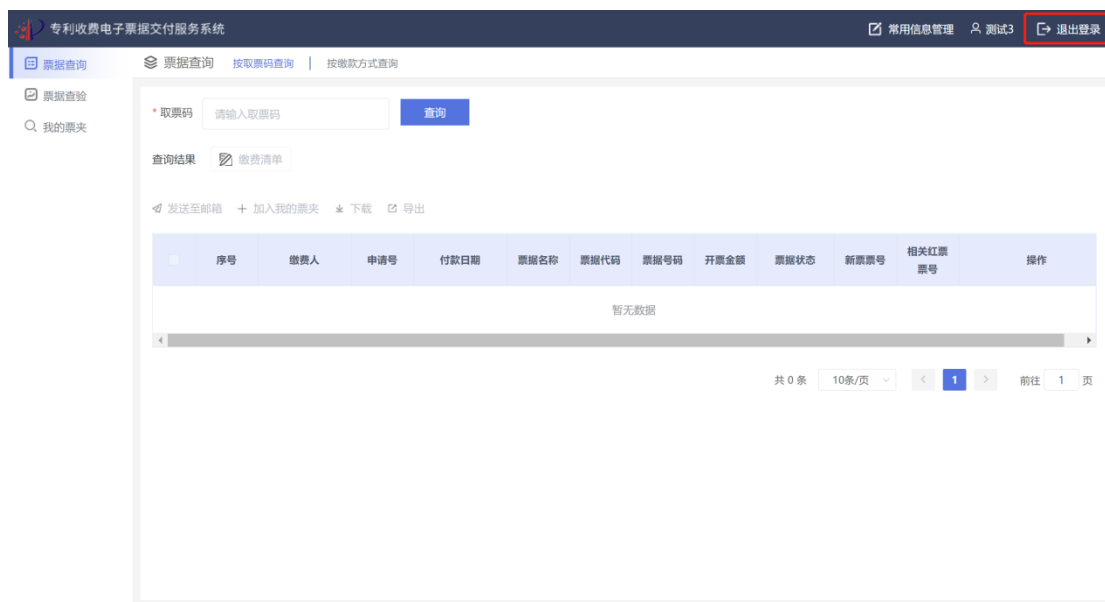 专利收费电子票据交付服务系统 常用信息管理 测试3 退出登录
票据查询 票据查询 按取票码查询 按缴款方式查询
票据查验
* 取票码 请输入取票码 查询
我的票夹
查询结果 缴费清单
发送至邮箱 加入我的票夹 下载 导出
序号 缴费人 申请号 付款日期 票据名称 票据代码 票据号码 开票金额 票据状态 新票票号 相关红票 操作
票号
暂无数据
共 0 条 10条/页 1 前往 1 页